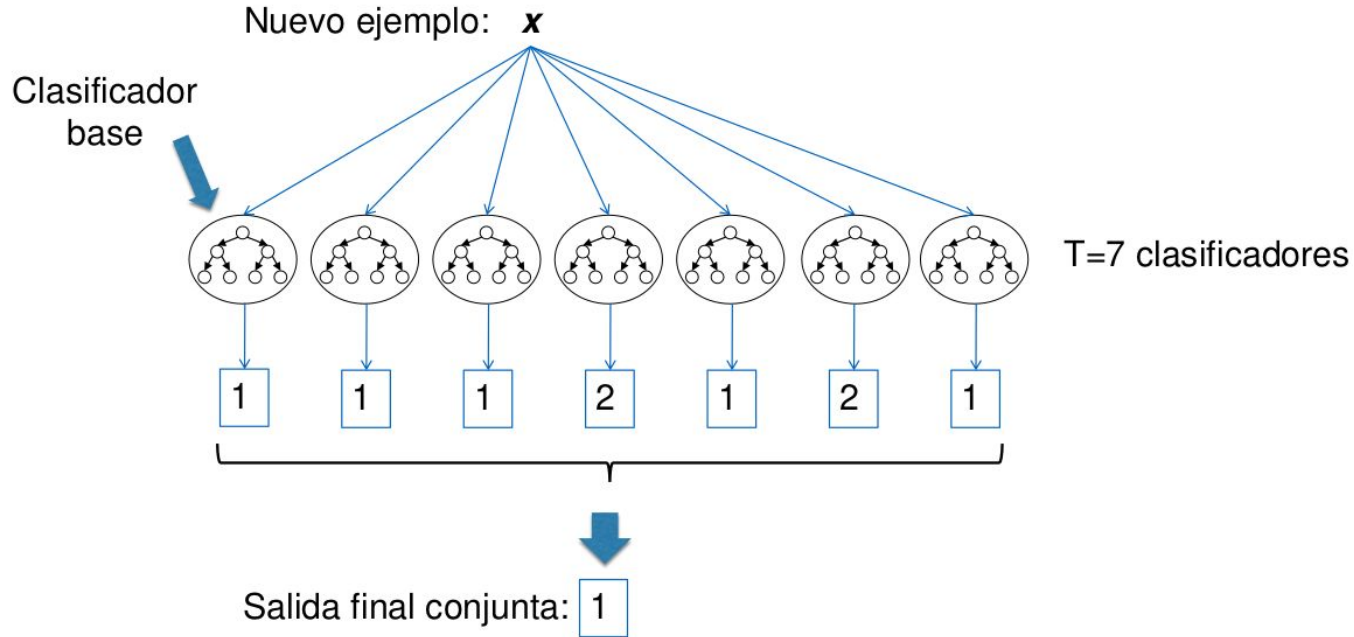 Nuevo ejemplo: x
Clasificador
base
T=7 clasificadores
1 1 1 2 1 2 1
Salida final conjunta: 1